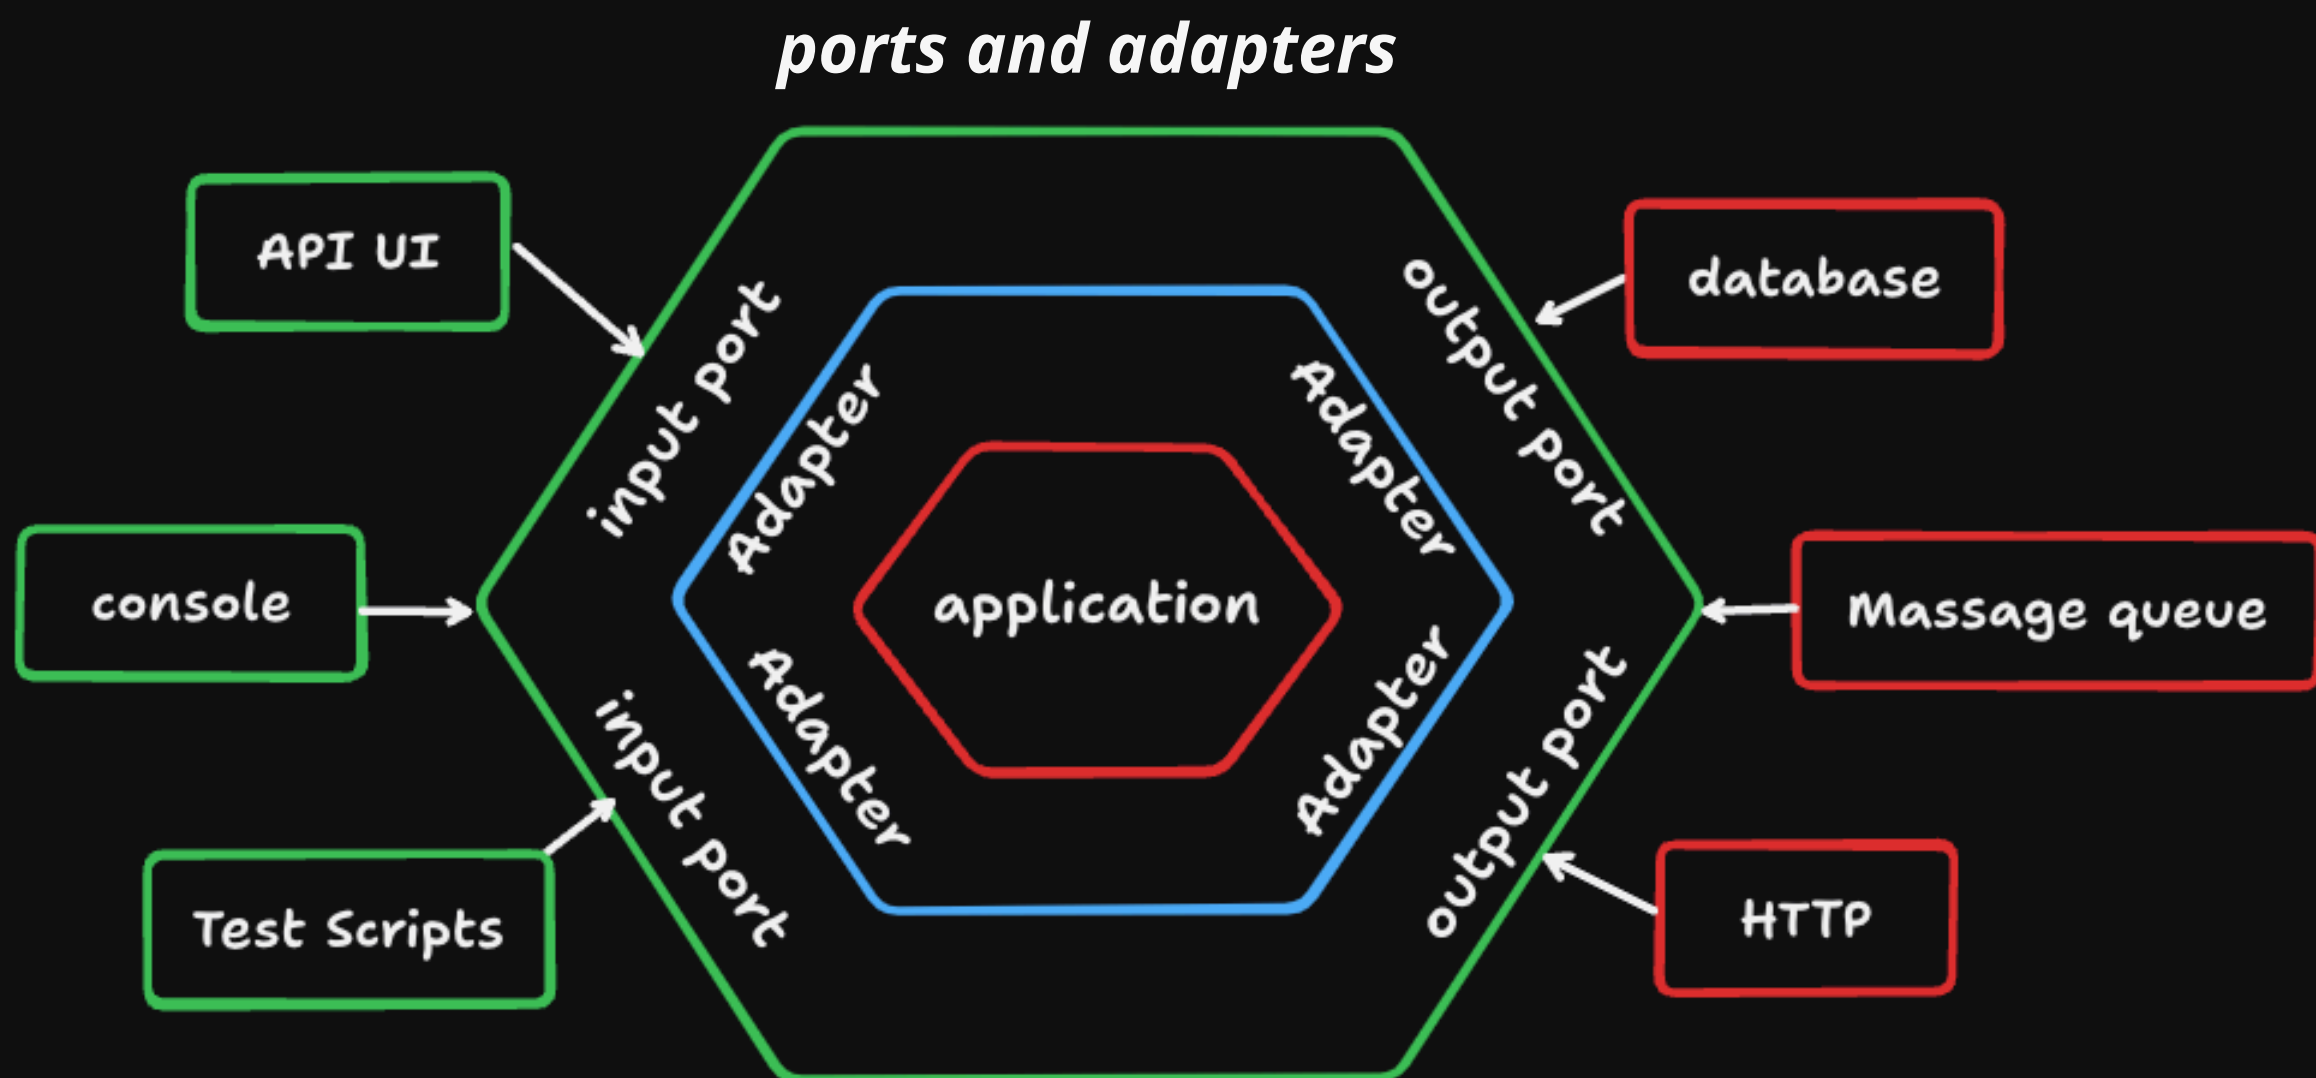 ports and adapters
API UI
console
Test Scripts
input port
input port
Adapter
Adapter
application
Adapter
Adapter
output port
output port
database
Massage queue
HTTP